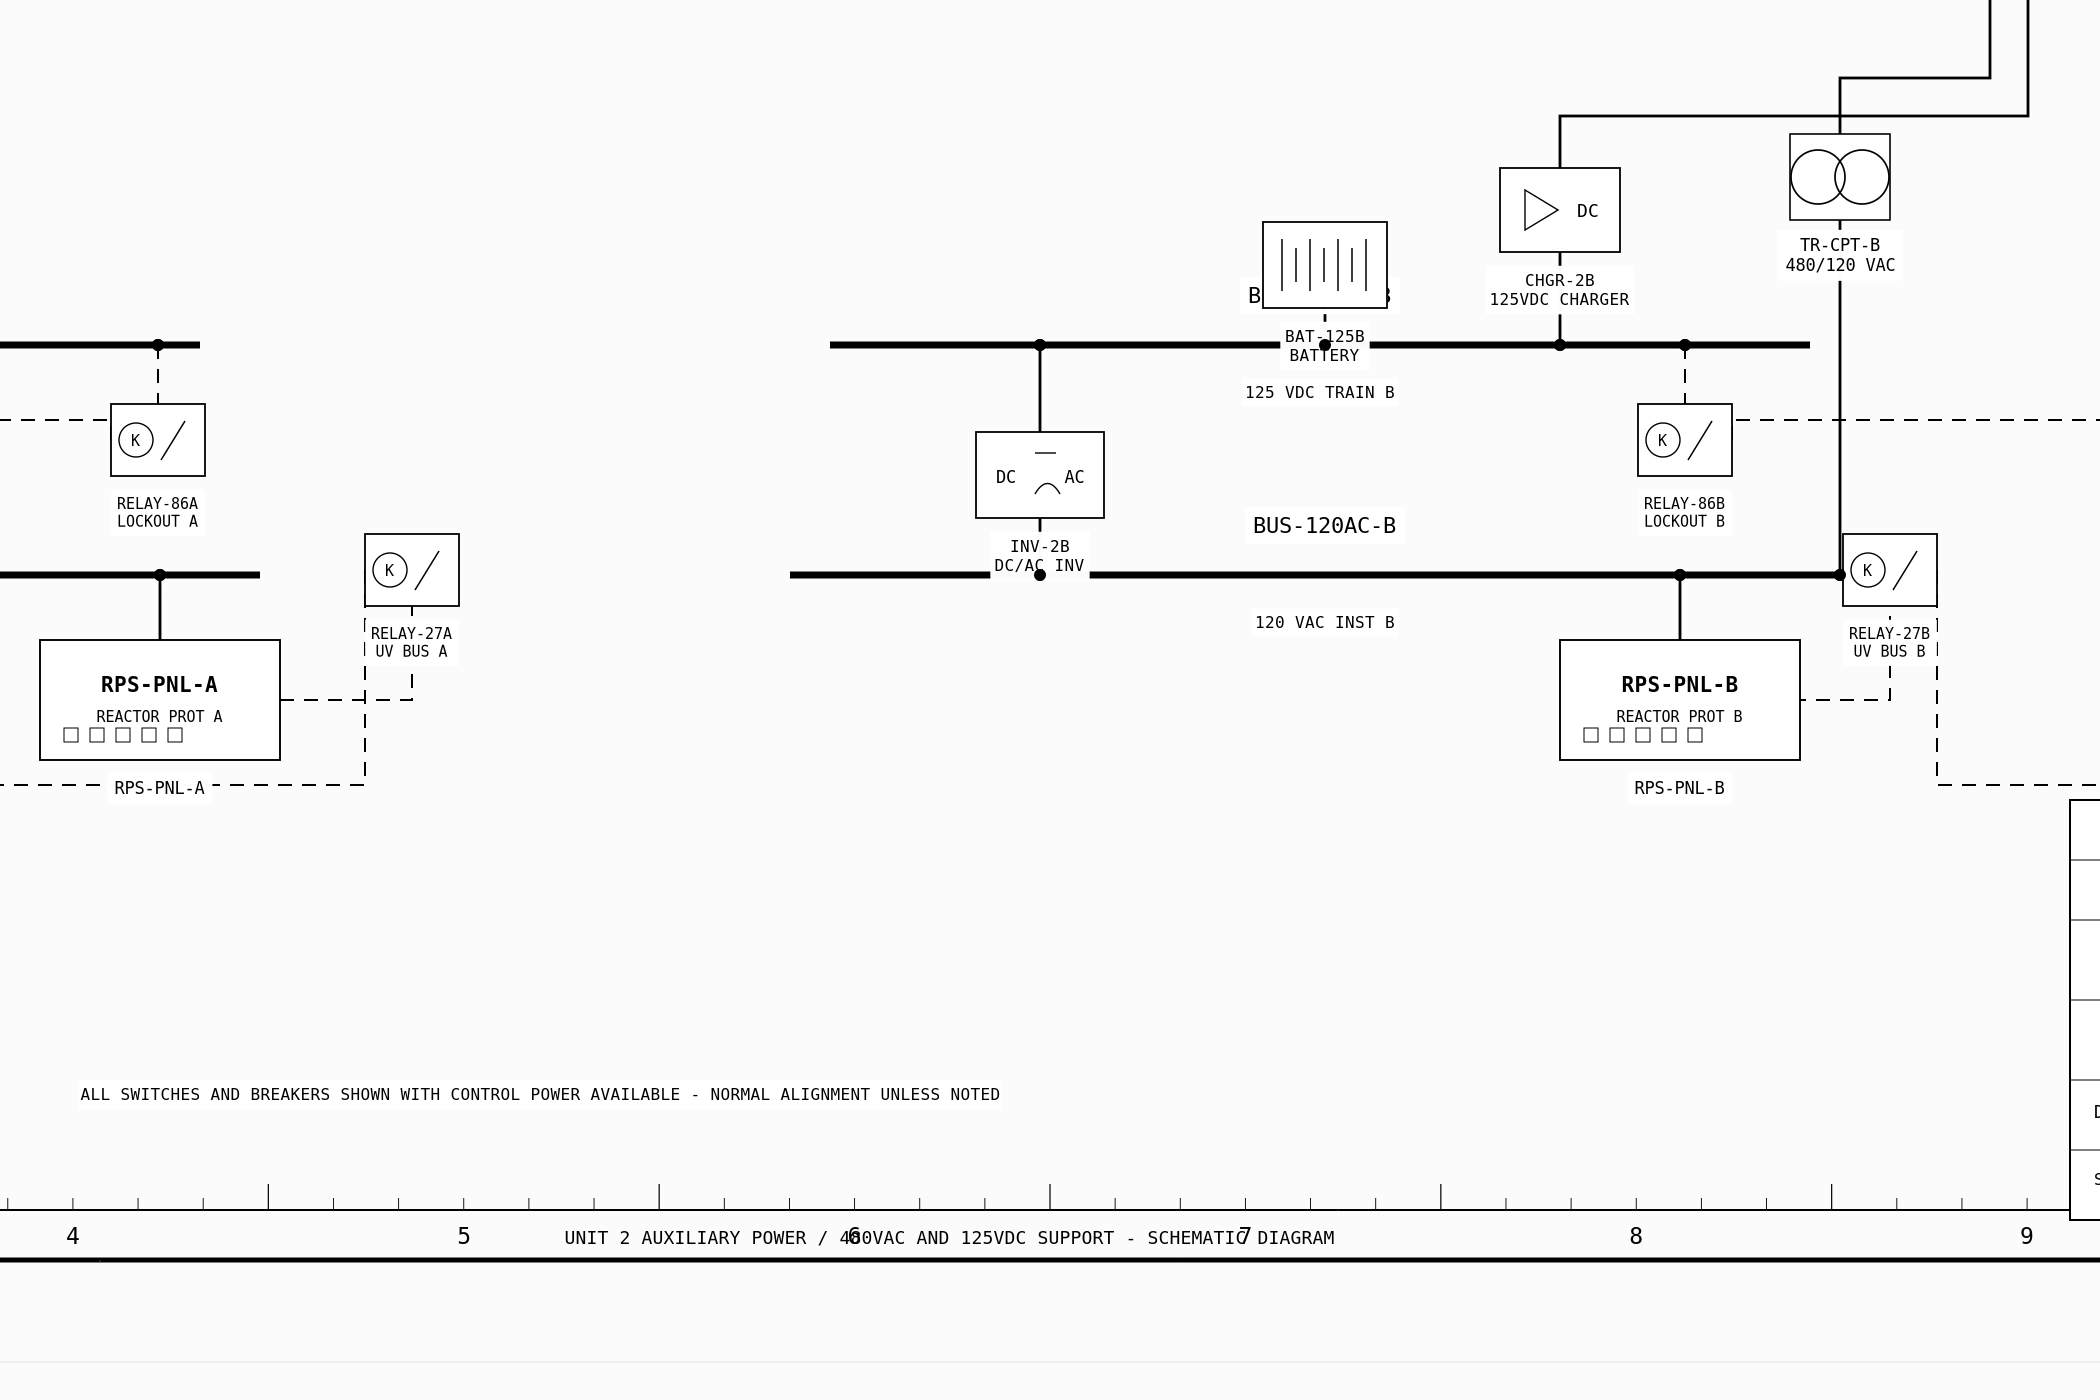 DC
TR-CPT-B
480/120 VAC
CHGR-2B
125VDC CHARGER
BAT-125B
BATTERY
125 VDC TRAIN B
K
RELAY-86A
LOCKOUT A
DC AC
K
RELAY-86B
LOCKOUT B
BUS-120AC-B
INV-2B
DC/AC INV
K
RELAY-27A
UV BUS A
K
RELAY-27B
UV BUS B
120 VAC INST B
RPS-PNL-A
REACTOR PROT A
RPS-PNL-A
RPS-PNL-B
REACTOR PROT B
RPS-PNL-B
ALL SWITCHES AND BREAKERS SHOWN WITH CONTROL POWER AVAILABLE - NORMAL ALIGNMENT UNLESS NOTED
4 5 6 7 8 9
UNIT 2 AUXILIARY POWER / 480VAC AND 125VDC SUPPORT - SCHEMATIC DIAGRAM